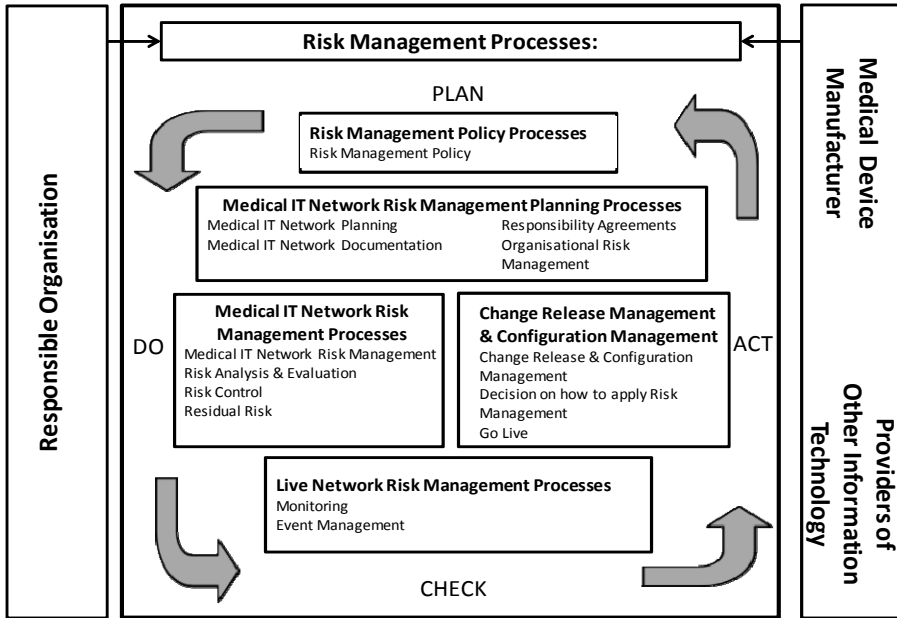 Responsible Organisation
Risk Management Processes:
PLAN
Risk Management Policy Processes
Risk Management Policy
Medical IT Network Risk Management Planning Processes
Medical IT Network Planning
Medical IT Network Documentation
Responsibility Agreements
Organisational Risk
Management
DO
Medical IT Network Risk
Management Processes
Medical IT Network Risk Management
Risk Analysis & Evaluation
Risk Control
Residual Risk
Change Release Management
& Configuration Management
Change Release & Configuration
Management
Decision on how to apply Risk
Management
Go Live
ACT
Live Network Risk Management Processes
Monitoring
Event Management
CHECK
Medical Device
Manufacturer
Providers of
Other Information
Technology